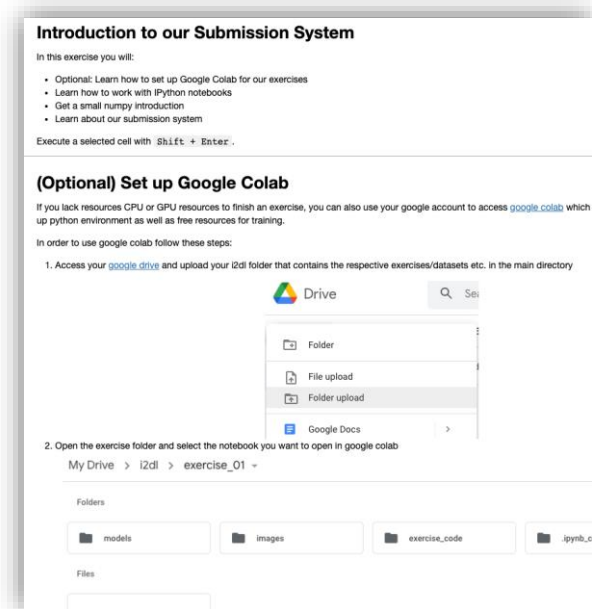 Introduction to our Submission System
In this exercise you will:
• Optional: Learn how to set up Google Colab for our exercises
• Learn how to work with IPython notebooks
• Get a small numpy introduction
• Learn about our submission system
Execute a selected cell with Shift + Enter.
(Optional) Set up Google Colab
If you lack resources CPU or GPU resources to finish an exercise, you can also use your google account to access google colab which
up python environment as well as free resources for training.
In order to use google colab follow these steps:
1. Access your google drive and upload your i2dl folder that contains the respective exercises/datasets etc. in the main directory
Drive
Folder
File upload
Folder upload
Google Docs >
2. Open the exercise folder and select the notebook you want to open in google colab
My Drive > i2dl > exercise_01
Folders
models images exercise_code .ipynb_c
Files